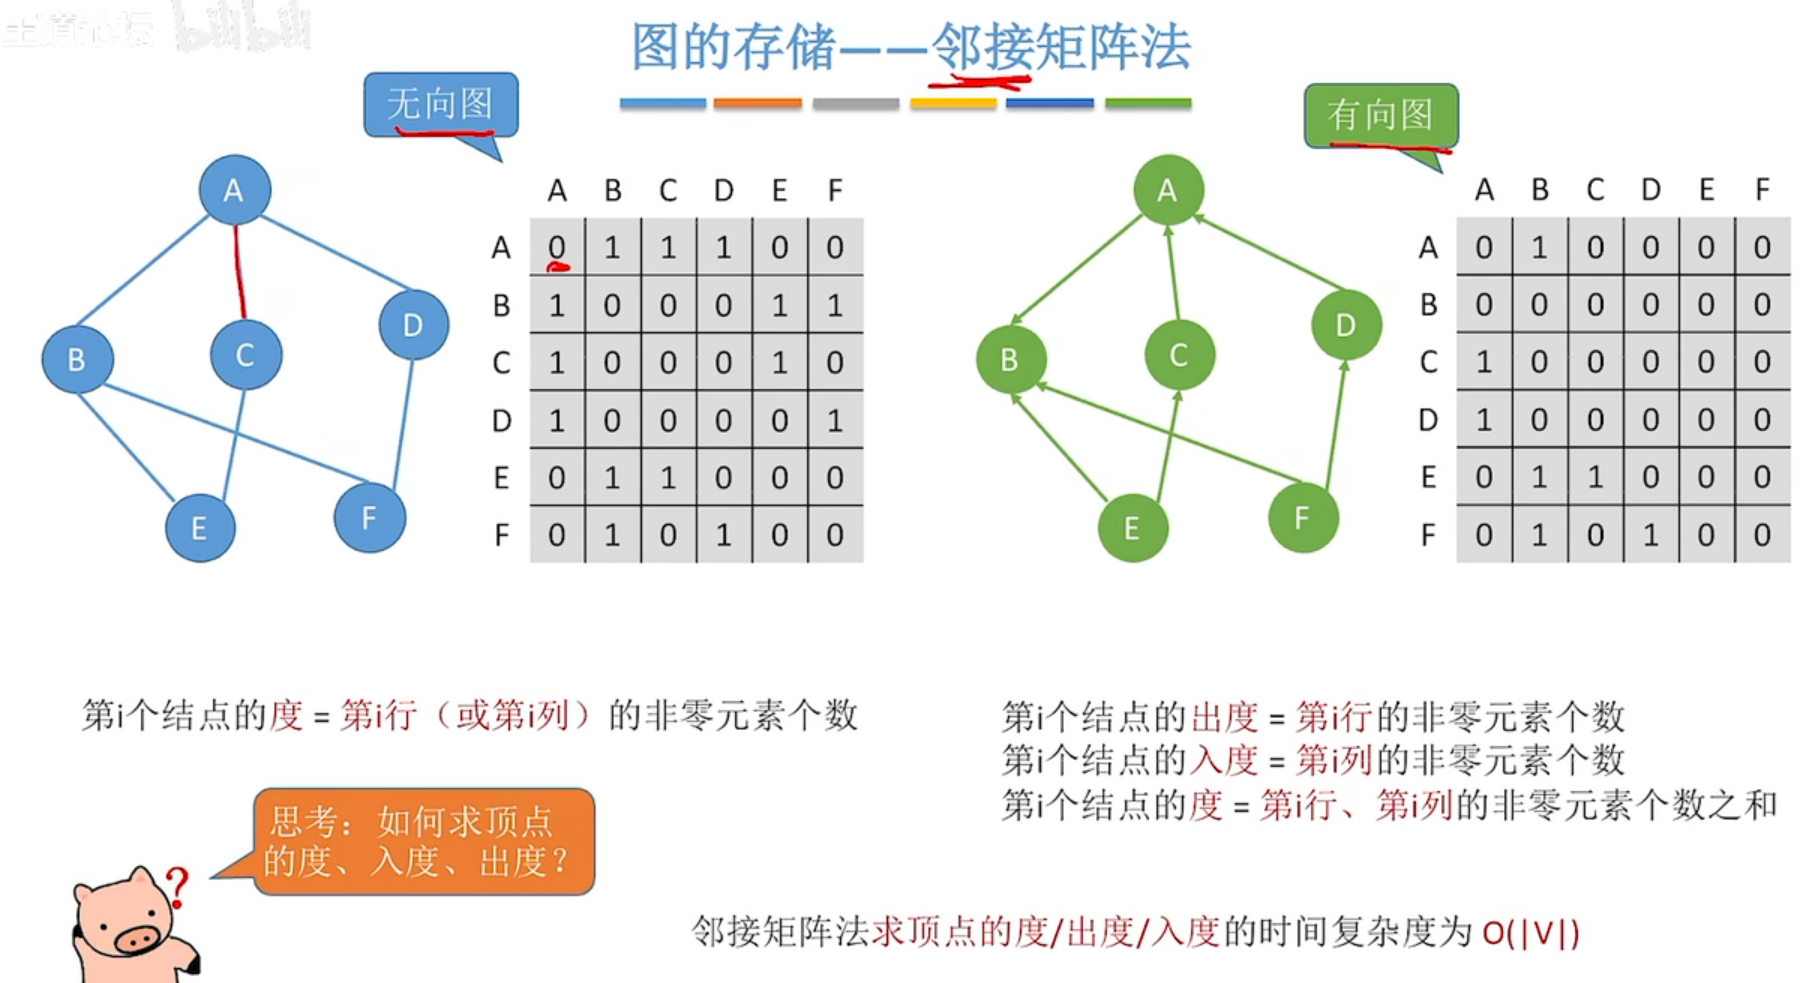 王道论坛 bilibili
图的存储——邻接矩阵法
无向图
A
B
C
D
E
F
A B C D E F
A 0 1 1 1 0 0
B 1 0 0 0 1 1
C 1 0 0 0 1 0
D 1 0 0 0 0 1
E 0 1 1 0 0 0
F 0 1 0 1 0 0
有向图
A
B
C
D
E
F
A B C D E F
A 0 1 0 0 0 0
B 0 0 0 0 0 0
C 1 0 0 0 0 0
D 1 0 0 0 0 0
E 0 1 1 0 0 0
F 0 1 0 1 0 0
第i个结点的度 = 第i行（或第i列）的非零元素个数
第i个结点的出度 = 第i行的非零元素个数
第i个结点的入度 = 第i列的非零元素个数
第i个结点的度 = 第i行、第i列的非零元素个数之和
思考：如何求顶点
的度、入度、出度？
?
邻接矩阵法求顶点的度/出度/入度的时间复杂度为 O(|V|)